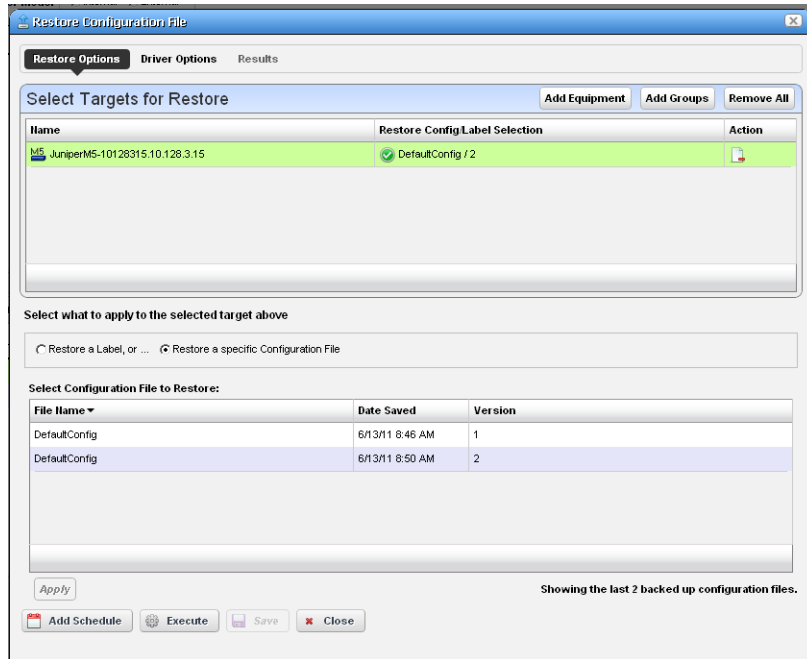 Restore Configuration File
Restore Options Driver Options Results
Select Targets for Restore Add Equipment Add Groups Remove All
Name Restore Config/Label Selection Action
M5 JuniperM5-10128315.10.128.3.15 DefaultConfig / 2
Select what to apply to the selected target above
Restore a Label, or ... Restore a specific Configuration File
Select Configuration File to Restore:
File Name Date Saved Version
DefaultConfig 6/13/11 8:46 AM 1
DefaultConfig 6/13/11 8:50 AM 2
Apply Showing the last 2 backed up configuration files.
Add Schedule Execute Save Close